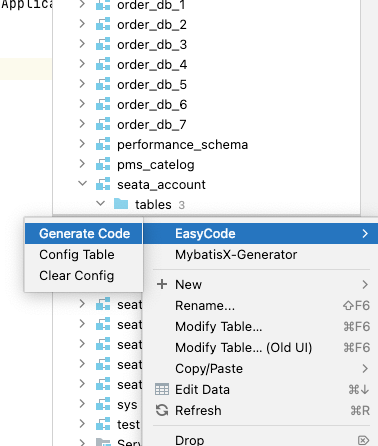 Applica
order_db_1
order_db_2
order_db_3
order_db_4
order_db_5
order_db_6
order_db_7
performance_schema
pms_catelog
seata_account
tables 3
Generate Code
EasyCode
Config Table
MybatisX-Generator
Clear Config
New
Rename... ⇧F6
Modify Table... ⌘F6
Modify Table... (Old UI) ⌘F6
Copy/Paste
Edit Data ⌘↓
Refresh ⌘R
Drop
seat
seat
seat
seat
seat
sys
test
Serv